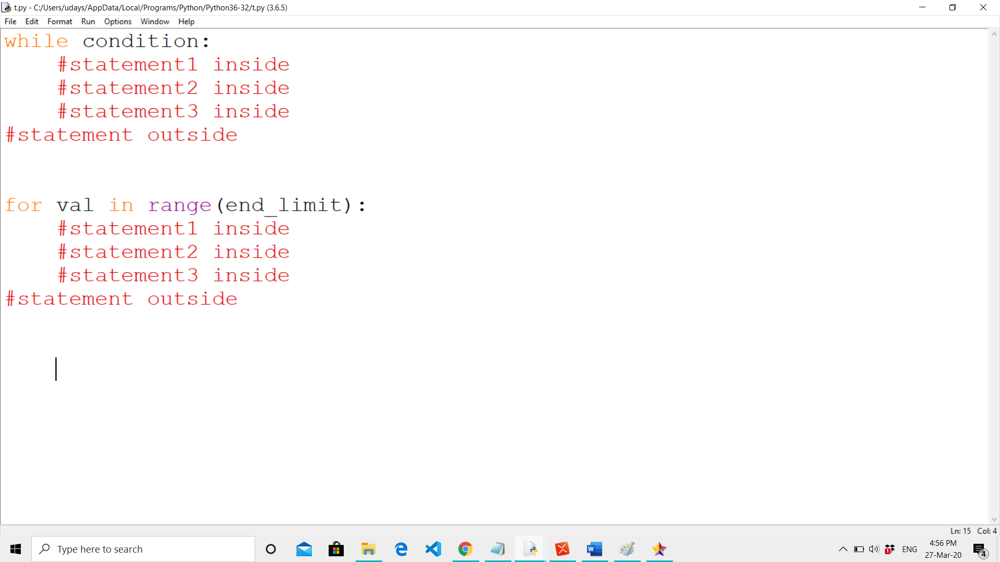 t.py - C:/Users/udays/AppData/Local/Programs/Python/Python36-32/t.py (3.6.5)
File Edit Format Run Options Window Help
while condition:
    #statement1 inside
    #statement2 inside
    #statement3 inside
#statement outside
for val in range(end_limit):
    #statement1 inside
    #statement2 inside
    #statement3 inside
#statement outside
Ln: 15 Col: 4
Type here to search
ENG
4:56 PM
27-Mar-20
4
1
W